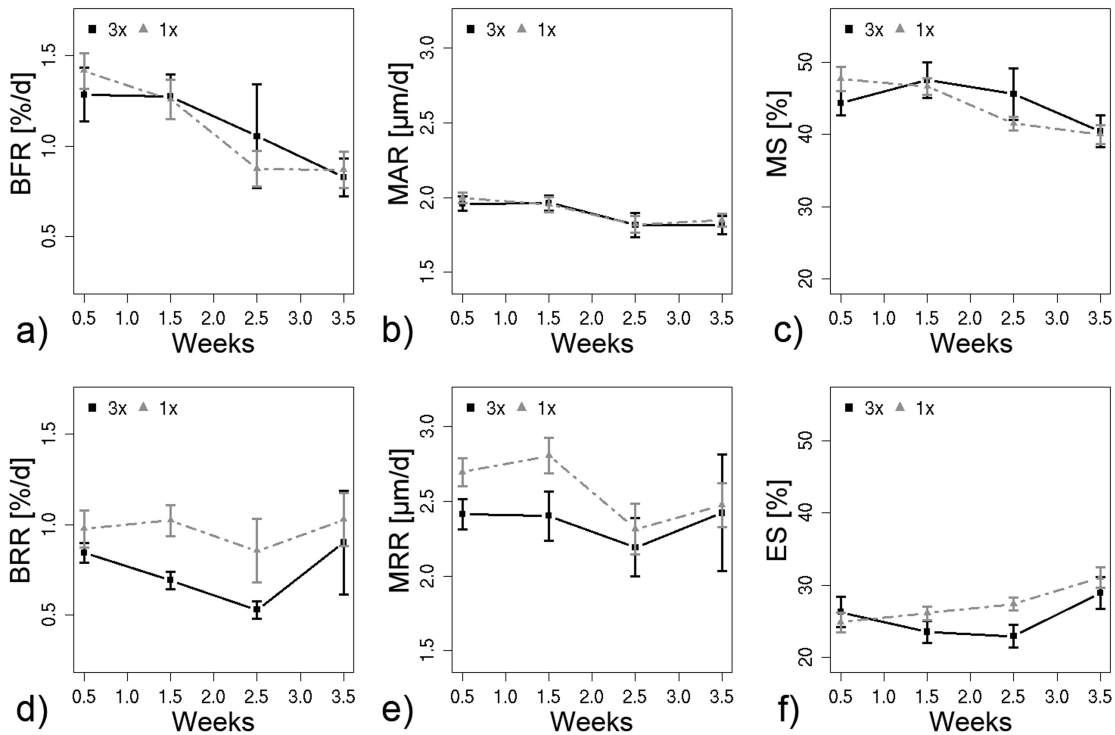 3x 1x
BFR [%/d]
1.5
1.0
0.5
0.5 1.0 1.5 2.0 2.5 3.0 3.5
Weeks
a)
3x 1x
MAR [µm/d]
3.0
2.5
2.0
1.5
0.5 1.0 1.5 2.0 2.5 3.0 3.5
Weeks
b)
3x 1x
MS [%]
50
40
30
20
0.5 1.0 1.5 2.0 2.5 3.0 3.5
Weeks
c)
3x 1x
BRR [%/d]
1.5
1.0
0.5
0.5 1.0 1.5 2.0 2.5 3.0 3.5
Weeks
d)
3x 1x
MRR [µm/d]
3.0
2.5
2.0
1.5
0.5 1.0 1.5 2.0 2.5 3.0 3.5
Weeks
e)
3x 1x
ES [%]
50
40
30
20
0.5 1.0 1.5 2.0 2.5 3.0 3.5
Weeks
f)